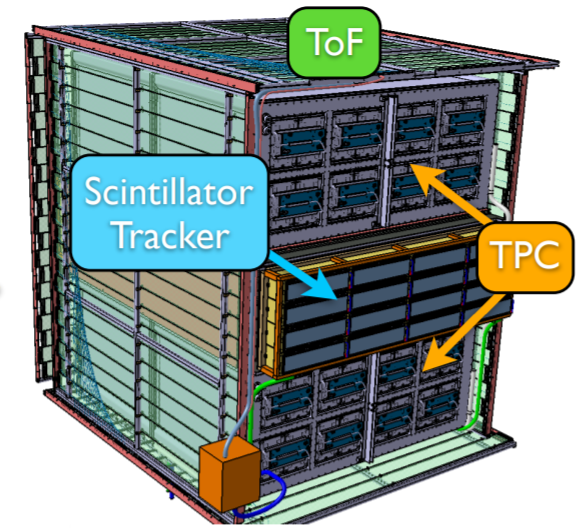 ToF
Scintillator
Tracker
TPC